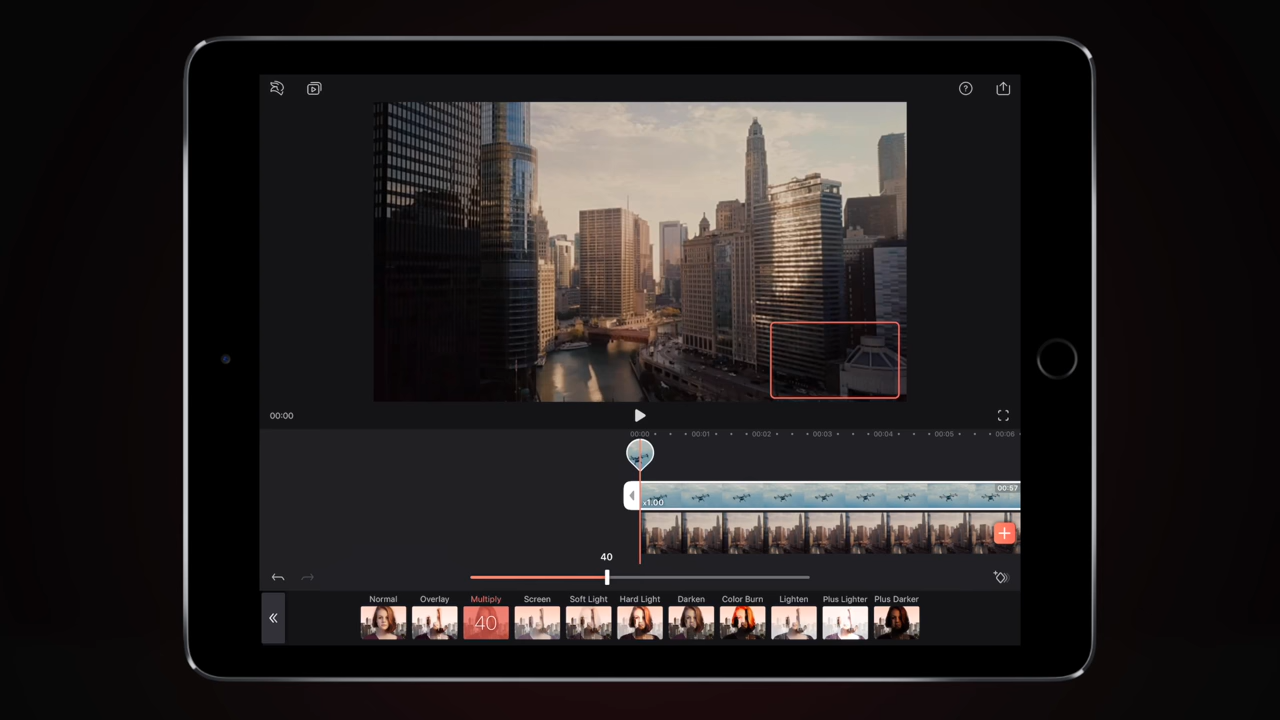 ?
00:00
00:00 00:01 00:02 00:03 00:04 00:05 00:06
00:57
x1.00
40
Normal Overlay Multiply Screen Soft Light Hard Light Darken Color Burn Lighten Plus Lighter Plus Darker
40